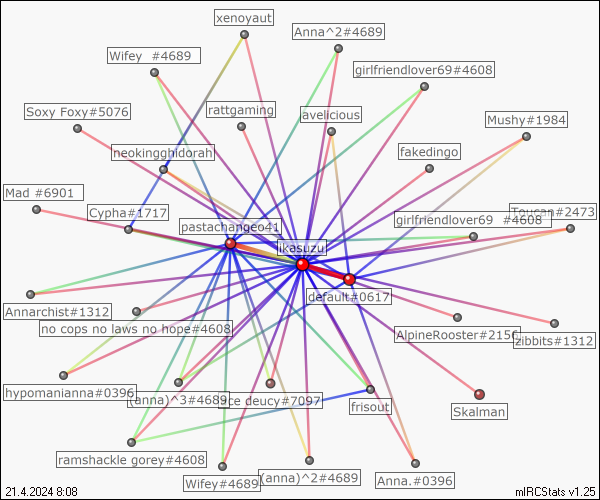 xenoyaut
Anna^2#4689
Wifey #4689
girlfriendlover69#4608
Soxy Foxy#5076
rattgaming
avelicious
Mushy#1984
neokingghidorah
fakedingo
Mad #6901
Cypha#1717
Toucan#2473
pastachangeo41
girlfriendlover69 #4608
likasuzu
default#0617
Annarchist#1312
no cops no laws no hope#4608
AlpineRooster#2156
zibbits#1312
hypomanianna#0396
(anna)^3#4689
deucy#7097
frisout
Skalman
ramshackle gorey#4608
Wifey#4689
(anna)^2#4689
Anna.#0396
21.4.2024 8:08
mIRCStats v1.25